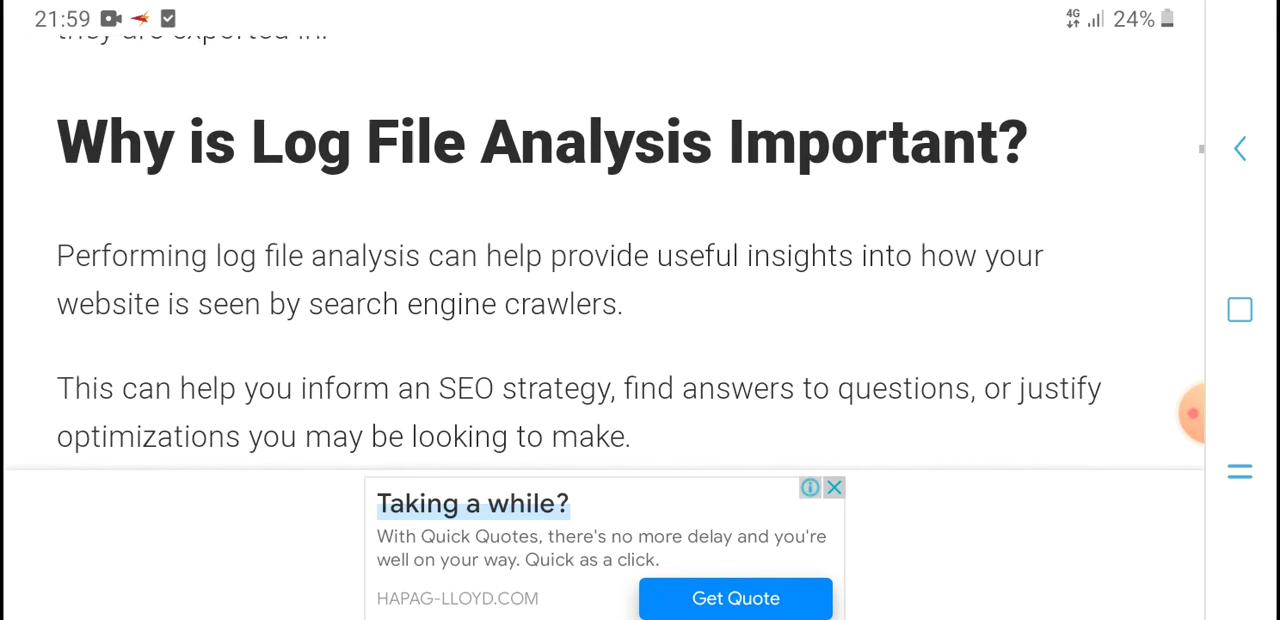 21:59
4G 24%
Why is Log File Analysis Important?
Performing log file analysis can help provide useful insights into how your
website is seen by search engine crawlers.
This can help you inform an SEO strategy, find answers to questions, or justify
optimizations you may be looking to make.
Taking a while?
With Quick Quotes, there's no more delay and you're
well on your way. Quick as a click.
HAPAG-LLOYD.COM
Get Quote